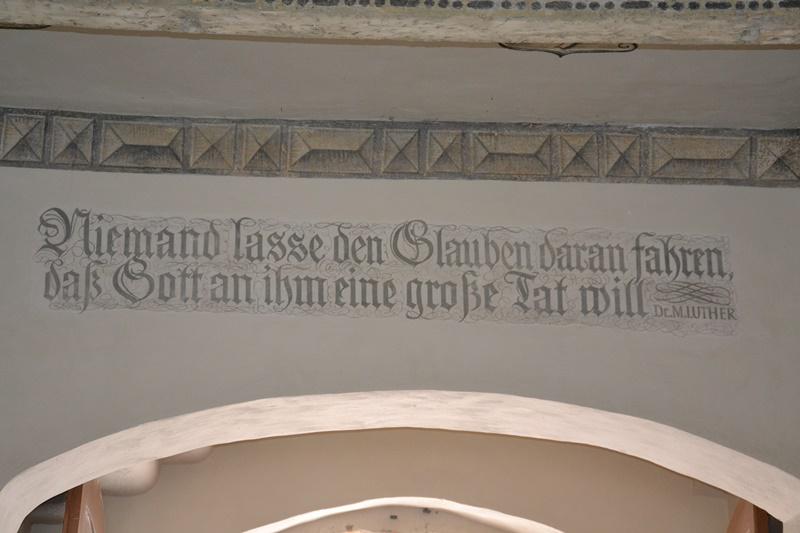 Niemand lasse den Glauben daran fahren,
daß Gott an ihm eine große Tat will
Dr. M. LUTHER